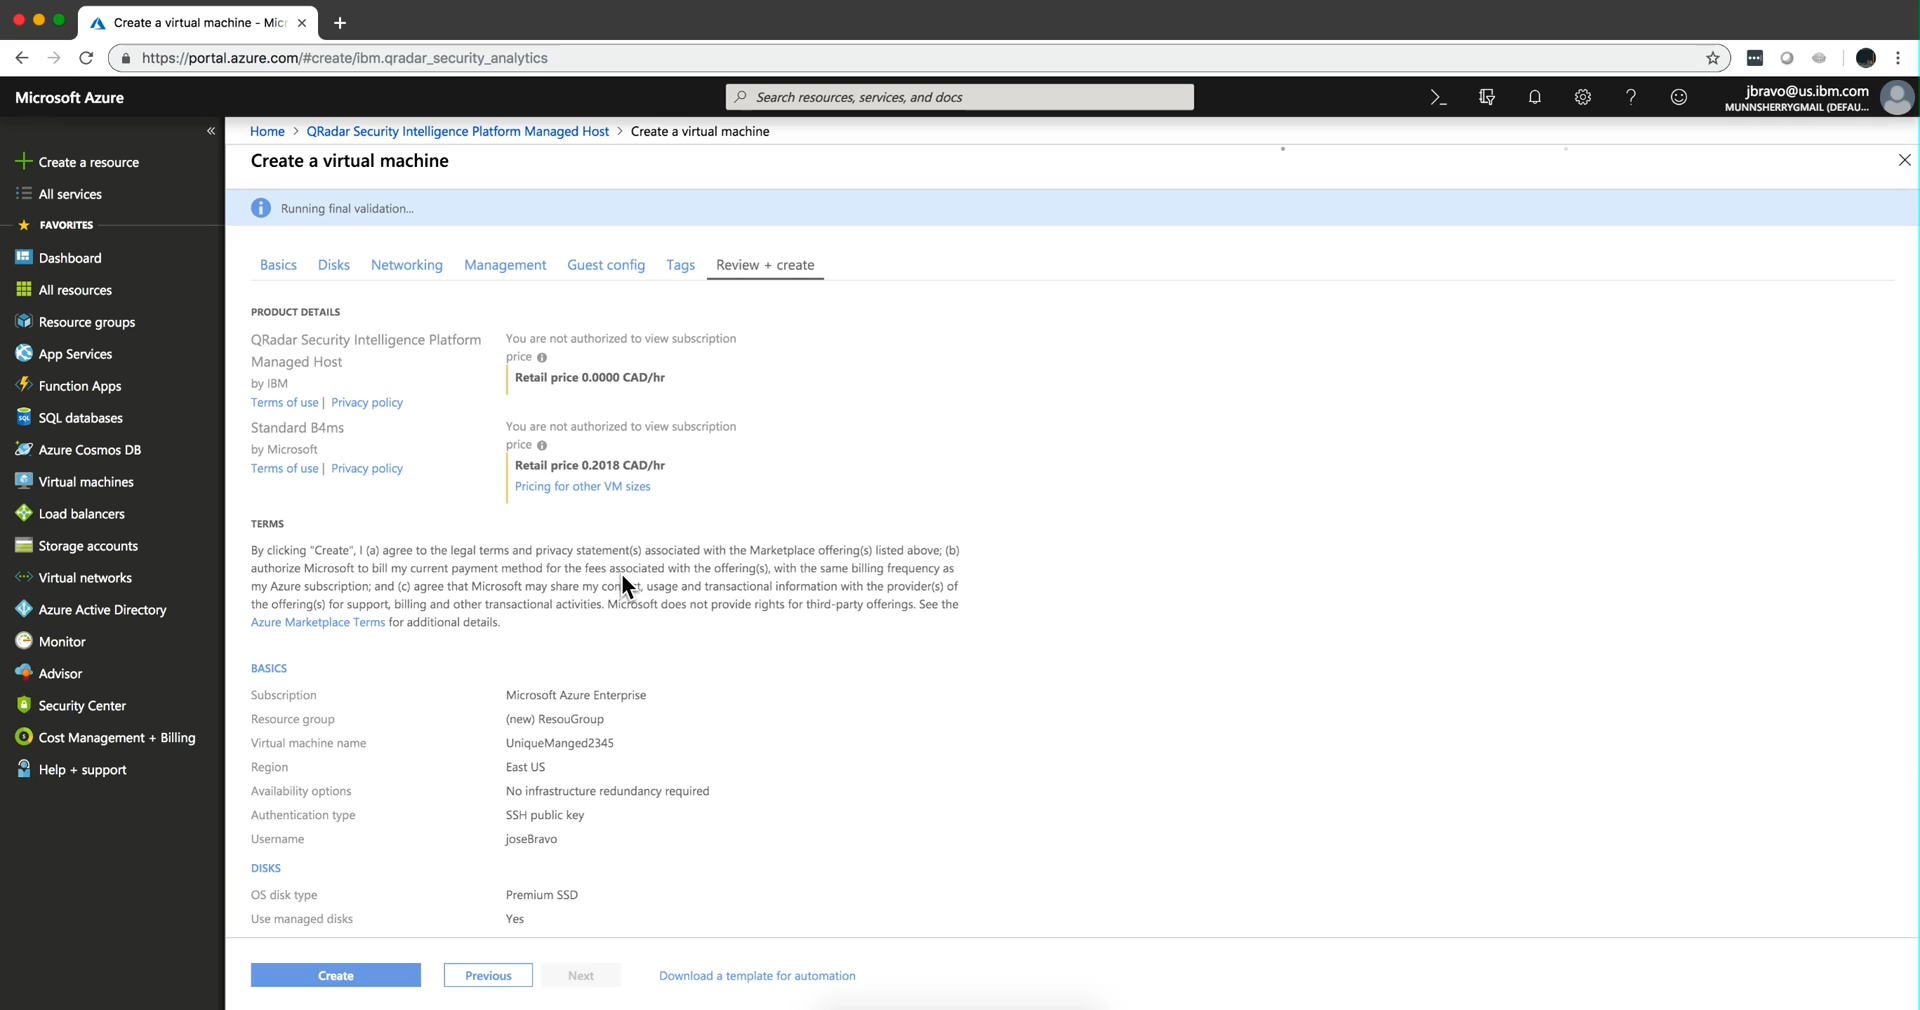 Create a virtual machine - Mic
https://portal.azure.com/#create/ibm.qradar_security_analytics
Microsoft Azure
Search resources, services, and docs
jbravo@us.ibm.com
MUNNSHERRYGMAIL (DEFAU...
Home > QRadar Security Intelligence Platform Managed Host > Create a virtual machine
Create a virtual machine
Running final validation...
Create a resource
All services
FAVORITES
Dashboard
All resources
Resource groups
App Services
Function Apps
SQL databases
Azure Cosmos DB
Virtual machines
Load balancers
Storage accounts
Virtual networks
Azure Active Directory
Monitor
Advisor
Security Center
Cost Management + Billing
Help + support
Basics Disks Networking Management Guest config Tags Review + create
PRODUCT DETAILS
QRadar Security Intelligence Platform
Managed Host
by IBM
Terms of use | Privacy policy
You are not authorized to view subscription
price
Retail price 0.0000 CAD/hr
Standard B4ms
by Microsoft
Terms of use | Privacy policy
You are not authorized to view subscription
price
Retail price 0.2018 CAD/hr
Pricing for other VM sizes
TERMS
By clicking "Create", I (a) agree to the legal terms and privacy statement(s) associated with the Marketplace offering(s) listed above; (b)
authorize Microsoft to bill my current payment method for the fees associated with the offering(s), with the same billing frequency as
my Azure subscription; and (c) agree that Microsoft may share my contact, usage and transactional information with the provider(s) of
the offering(s) for support, billing and other transactional activities. Microsoft does not provide rights for third-party offerings. See the
Azure Marketplace Terms for additional details.
BASICS
Subscription Microsoft Azure Enterprise
Resource group (new) ResouGroup
Virtual machine name UniqueManged2345
Region East US
Availability options No infrastructure redundancy required
Authentication type SSH public key
Username joseBravo
DISKS
OS disk type Premium SSD
Use managed disks Yes
Create Previous Next Download a template for automation